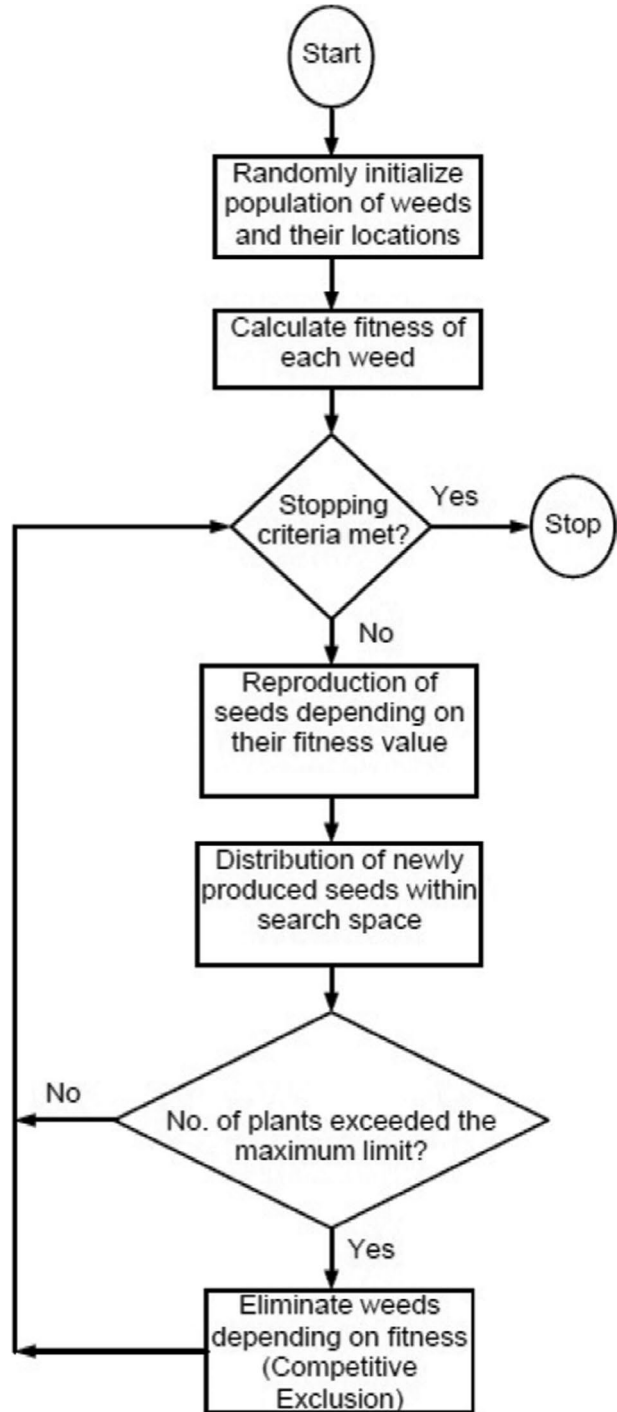 Start
Randomly initialize
population of weeds
and their locations
Calculate fitness of
each weed
Stopping
criteria met?
Yes
Stop
No
Reproduction of
seeds depending on
their fitness value
Distribution of newly
produced seeds within
search space
No
No. of plants exceeded the
maximum limit?
Yes
Eliminate weeds
depending on fitness
(Competitive
Exclusion)